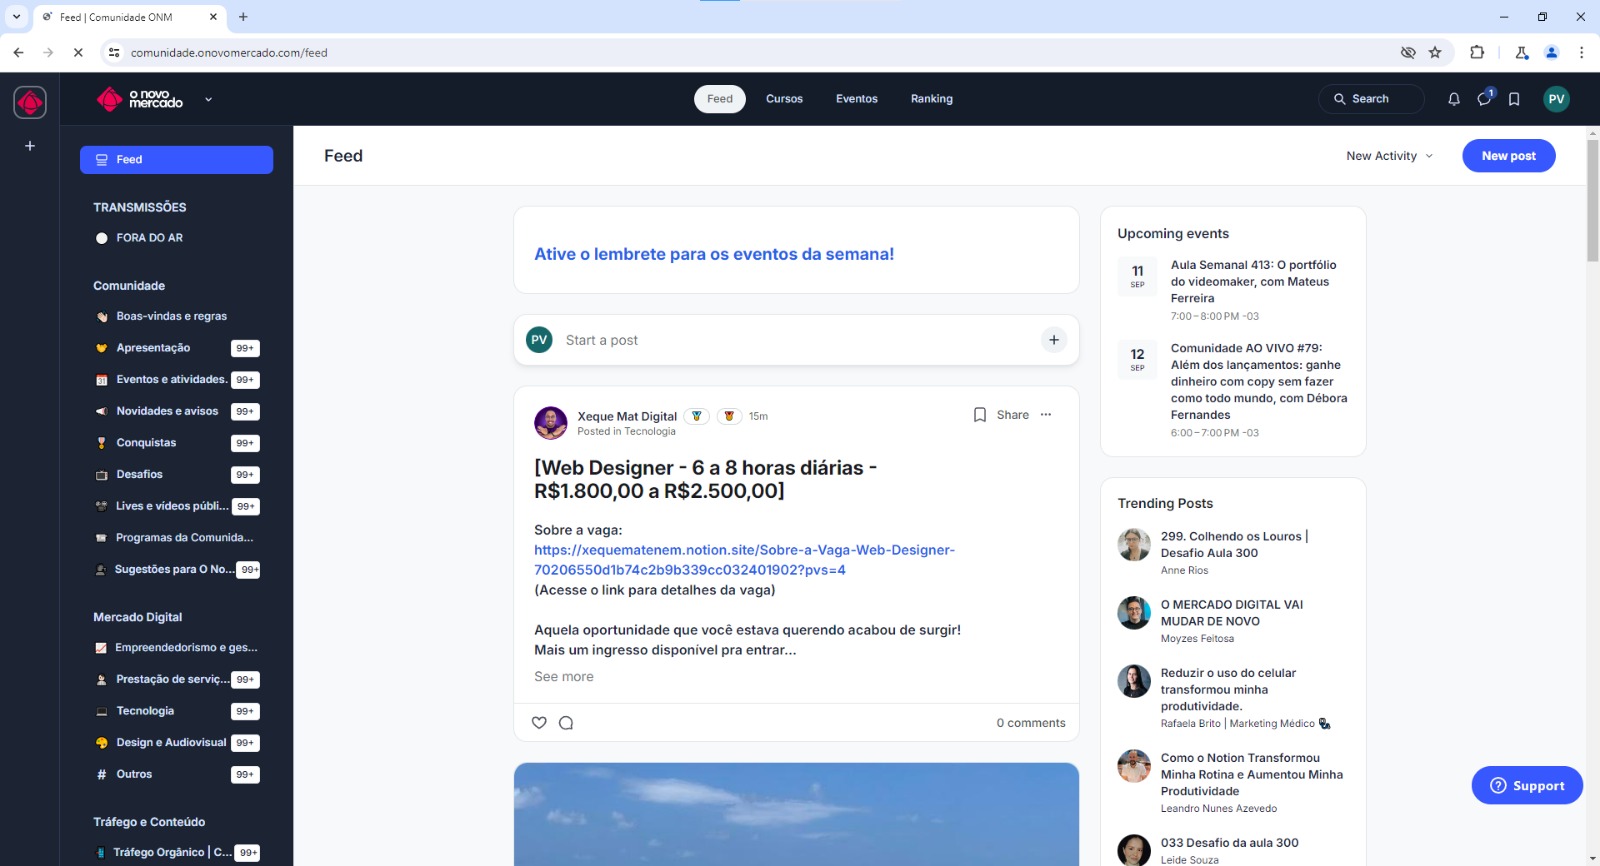 Feed | Comunidade ONM
comunidade.onovomercado.com/feed
o novo
mercado
Feed
Cursos
Eventos
Ranking
Search
1
PV
Feed
TRANSMISSÕES
FORA DO AR
Comunidade
Boas-vindas e regras
Apresentação 99+
Eventos e atividades. 99+
Novidades e avisos 99+
Conquistas 99+
Desafios 99+
Lives e vídeos públi... 99+
Programas da Comunida...
Sugestões para O No... 99+
Mercado Digital
Empreendedorismo e ges...
Prestação de serviç... 99+
Tecnologia 99+
Design e Audiovisual 99+
# Outros 99+
Tráfego e Conteúdo
Tráfego Orgânico | C... 99+
Feed
New Activity
New post
Ative o lembrete para os eventos da semana!
PV
Start a post
Xeque Mat Digital
15m
Posted in Tecnologia
Share
[Web Designer - 6 a 8 horas diárias -
R$1.800,00 a R$2.500,00]
Sobre a vaga:
https://xequematenem.notion.site/Sobre-a-Vaga-Web-Designer-
70206550d1b74c2b9b339cc032401902?pvs=4
(Acesse o link para detalhes da vaga)
Aquela oportunidade que você estava querendo acabou de surgir!
Mais um ingresso disponível pra entrar...
See more
0 comments
Upcoming events
11
SEP
Aula Semanal 413: O portfólio
do videomaker, com Mateus
Ferreira
7:00 – 8:00 PM -03
12
SEP
Comunidade AO VIVO #79:
Além dos lançamentos: ganhe
dinheiro com copy sem fazer
como todo mundo, com Débora
Fernandes
6:00 – 7:00 PM -03
Trending Posts
299. Colhendo os Louros |
Desafio Aula 300
Anne Rios
O MERCADO DIGITAL VAI
MUDAR DE NOVO
Moyzes Feitosa
Reduzir o uso do celular
transformou minha
produtividade.
Rafaela Brito | Marketing Médico
Como o Notion Transformou
Minha Rotina e Aumentou Minha
Produtividade
Leandro Nunes Azevedo
033 Desafio da aula 300
Leide Souza
Support